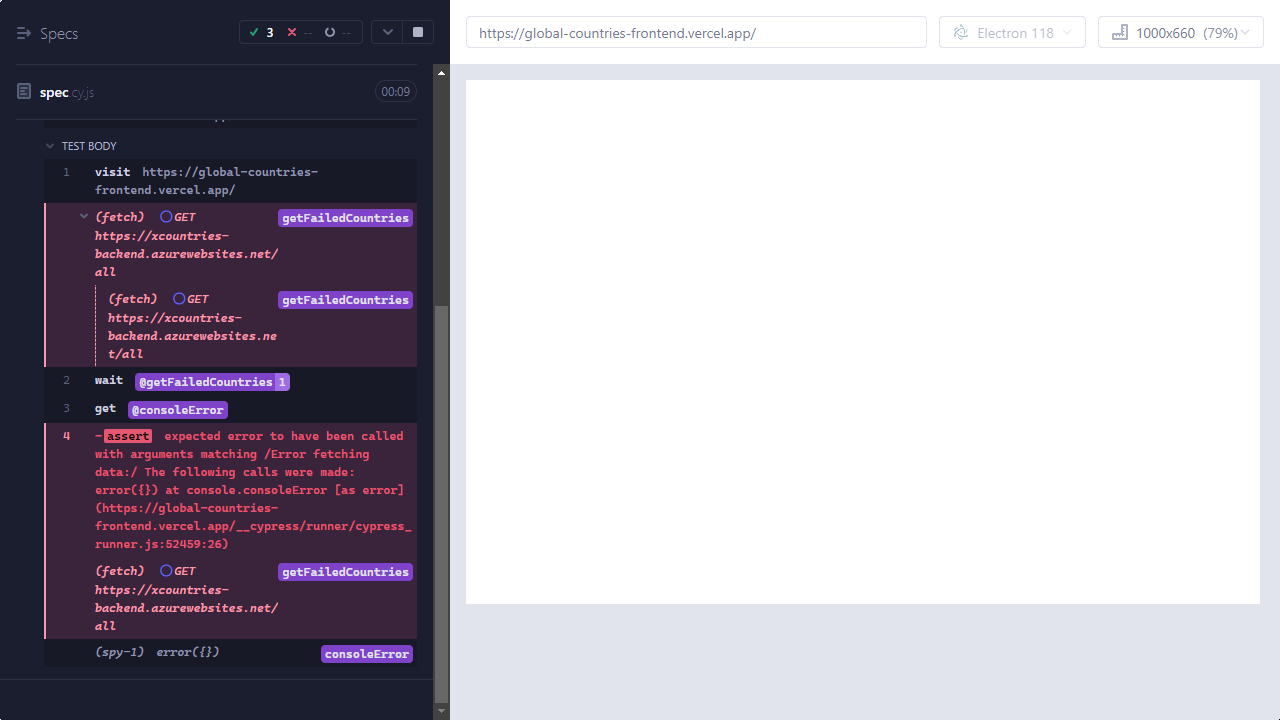 Specs
3
--
--
https://global-countries-frontend.vercel.app/
Electron 118
1000x660 (79%)
spec.cy.js
00:09
TEST BODY
1 visit https://global-countries-
frontend.vercel.app/
(fetch) GET getFailedCountries
https://xcountries-
backend.azurewebsites.net/
all
(fetch) GET getFailedCountries
https://xcountries-
backend.azurewebsites.ne
t/all
2 wait @getFailedCountries 1
3 get @consoleError
4 -assert expected error to have been called
with arguments matching /Error fetching
data:/ The following calls were made:
error({}) at console.consoleError [as error]
(https://global-countries-
frontend.vercel.app/__cypress/runner/cypress_
runner.js:52459:26)
(fetch) GET getFailedCountries
https://xcountries-
backend.azurewebsites.net/
all
(spy-1) error({}) consoleError